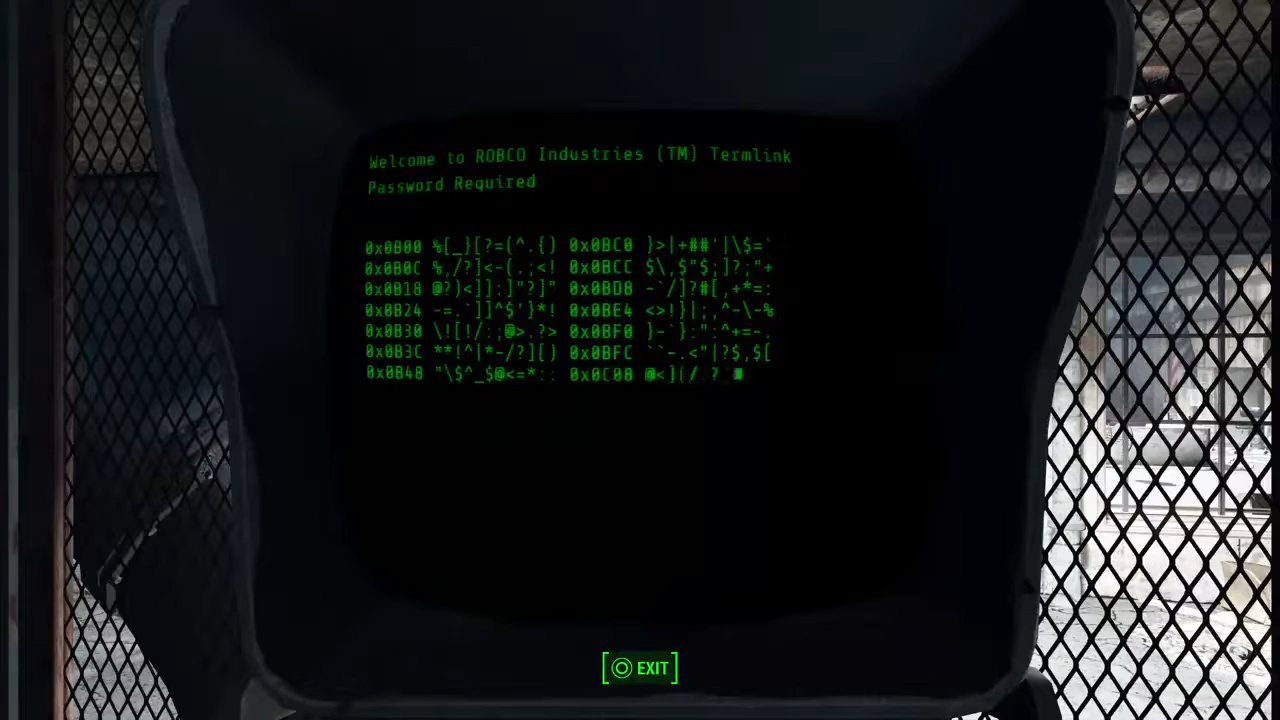 Welcome to ROBCO Industries (TM) Termlink
Password Required
0x0B00 %[_}[?=(^.{) 0x0BC0 }>|+##'|\$=`
0x0B0C %,/?]<-(,;<! 0x0BCC $\,$"$;]?;"+
0x0B18 @?)<]]:]"?]" 0x0BD8 -`/]?#[,+*=:
0x0B24 -=.`]]^$'}*! 0x0BE4 <>!}|;,^-\-%
0x0B30 \![!/:;@>.?> 0x0BF0 }-`}:":^+=-,
0x0B3C **!^|*-/?][) 0x0BFC ``-.<"|?$,$[
0x0B48 "\$^_$@<=*:: 0x0C08 @<](/ ?
EXIT